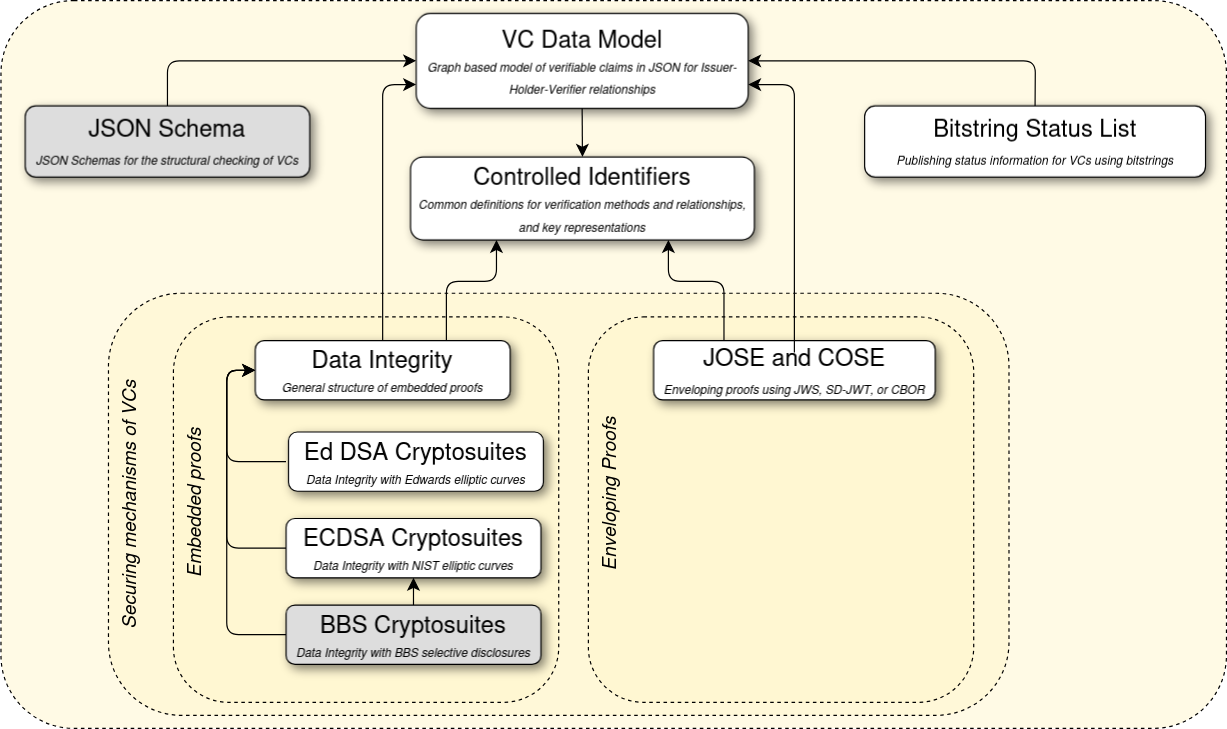 VC Data Model
Graph based model of verifiable claims in JSON for Issuer-
Holder-Verifier relationships
JSON Schema
JSON Schemas for the structural checking of VCs
Bitstring Status List
Publishing status information for VCs using bitstrings
Controlled Identifiers
Common definitions for verification methods and relationships,
and key representations
Securing mechanisms of VCs
Embedded proofs
Data Integrity
General structure of embedded proofs
Ed DSA Cryptosuites
Data Integrity with Edwards elliptic curves
ECDSA Cryptosuites
Data Integrity with NIST elliptic curves
BBS Cryptosuites
Data Integrity with BBS selective disclosures
Enveloping Proofs
JOSE and COSE
Enveloping proofs using JWS, SD-JWT, or CBOR